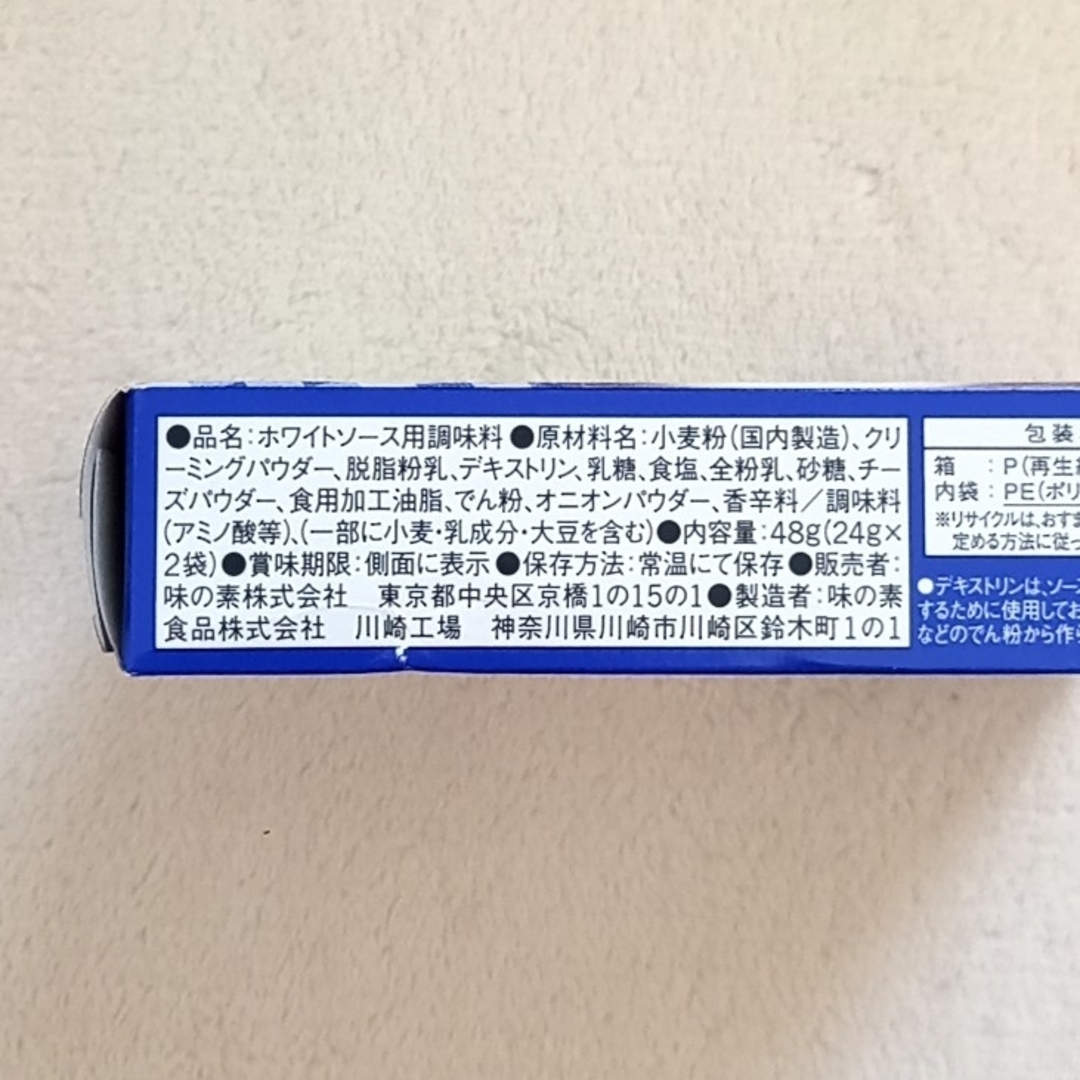 ●品名：ホワイトソース用調味料 ●原材料名：小麦粉（国内製造）、クリ
ーミングパウダー、脱脂粉乳、デキストリン、乳糖、食塩、全粉乳、砂糖、チー
ズパウダー、食用加工油脂、でん粉、オニオンパウダー、香辛料／調味料
（アミノ酸等）、（一部に小麦・乳成分・大豆を含む）●内容量：48g（24g×
2袋）●賞味期限：側面に表示 ●保存方法：常温にて保存 ●販売者：
味の素株式会社　東京都中央区京橋1の15の1●製造者：味の素
食品株式会社　川崎工場　神奈川県川崎市川崎区鈴木町1の1
包装
箱　：P（再生
内袋：PE（ポリ
※リサイクルは、おすま
定める方法に従っ
●デキストリンは、ソース
するために使用してお
などのでん粉から作ら